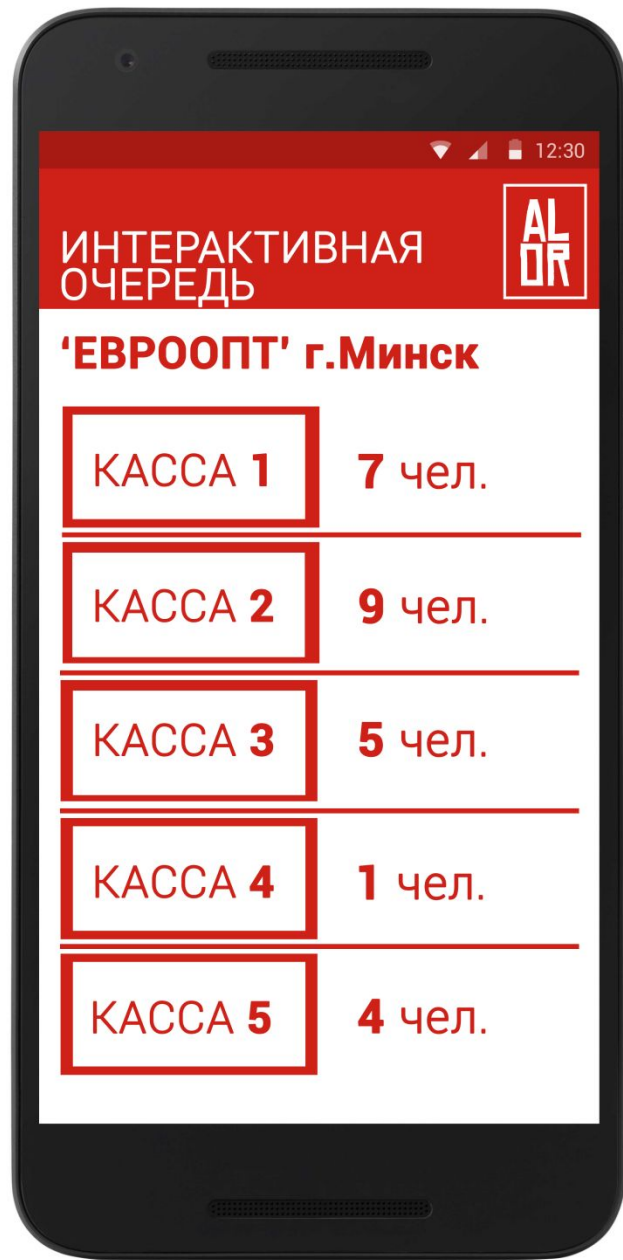 12:30
ИНТЕРАКТИВНАЯ
ОЧЕРЕДЬ
AL
OR
‘ЕВРООПТ’ г.Минск
КАССА 1 7 чел.
КАССА 2 9 чел.
КАССА 3 5 чел.
КАССА 4 1 чел.
КАССА 5 4 чел.